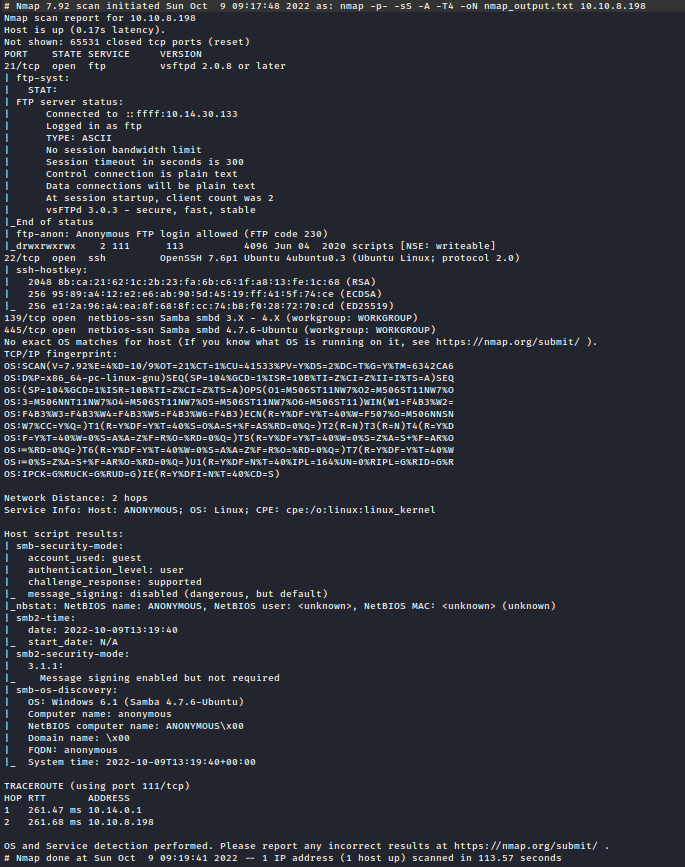 # Nmap 7.92 scan initiated Sun Oct  9 09:17:48 2022 as: nmap -p- -sS -A -T4 -oN nmap_output.txt 10.10.8.198
Nmap scan report for 10.10.8.198
Host is up (0.17s latency).
Not shown: 65531 closed tcp ports (reset)
PORT    STATE SERVICE     VERSION
21/tcp  open  ftp         vsftpd 2.0.8 or later
| ftp-syst:
|   STAT:
| FTP server status:
|      Connected to ::ffff:10.14.30.133
|      Logged in as ftp
|      TYPE: ASCII
|      No session bandwidth limit
|      Session timeout in seconds is 300
|      Control connection is plain text
|      Data connections will be plain text
|      At session startup, client count was 2
|      vsFTPd 3.0.3 - secure, fast, stable
|_End of status
| ftp-anon: Anonymous FTP login allowed (FTP code 230)
|_drwxrwxrwx    2 111      113          4096 Jun 04  2020 scripts [NSE: writeable]
22/tcp  open  ssh         OpenSSH 7.6p1 Ubuntu 4ubuntu0.3 (Ubuntu Linux; protocol 2.0)
| ssh-hostkey:
|   2048 8b:ca:21:62:1c:2b:23:fa:6b:c6:1f:a8:13:fe:1c:68 (RSA)
|   256 95:89:a4:12:e2:e6:ab:90:5d:45:19:ff:41:5f:74:ce (ECDSA)
|_  256 e1:2a:96:a4:ea:8f:68:8f:cc:74:b8:f0:28:72:70:cd (ED25519)
139/tcp open  netbios-ssn Samba smbd 3.X - 4.X (workgroup: WORKGROUP)
445/tcp open  netbios-ssn Samba smbd 4.7.6-Ubuntu (workgroup: WORKGROUP)
No exact OS matches for host (If you know what OS is running on it, see https://nmap.org/submit/ ).
TCP/IP fingerprint:
OS:SCAN(V=7.92%E=4%D=10/9%OT=21%CT=1%CU=41533%PV=Y%DS=2%DC=T%G=Y%TM=6342CA6
OS:D%P=x86_64-pc-linux-gnu)SEQ(SP=104%GCD=1%ISR=10B%TI=Z%CI=Z%II=I%TS=A)SEQ
OS:(SP=104%GCD=1%ISR=10B%TI=Z%CI=Z%TS=A)OPS(O1=M506ST11NW7%O2=M506ST11NW7%O
OS:3=M506NNT11NW7%O4=M506ST11NW7%O5=M506ST11NW7%O6=M506ST11)WIN(W1=F4B3%W2=
OS:F4B3%W3=F4B3%W4=F4B3%W5=F4B3%W6=F4B3)ECN(R=Y%DF=Y%T=40%W=F507%O=M506NNSN
OS:W7%CC=Y%Q=)T1(R=Y%DF=Y%T=40%S=O%A=S+%F=AS%RD=0%Q=)T2(R=N)T3(R=N)T4(R=Y%D
OS:F=Y%T=40%W=0%S=A%A=Z%F=R%O=%RD=0%Q=)T5(R=Y%DF=Y%T=40%W=0%S=Z%A=S+%F=AR%O
OS:=%RD=0%Q=)T6(R=Y%DF=Y%T=40%W=0%S=A%A=Z%F=R%O=%RD=0%Q=)T7(R=Y%DF=Y%T=40%W
OS:=0%S=Z%A=S+%F=AR%O=%RD=0%Q=)U1(R=Y%DF=N%T=40%IPL=164%UN=0%RIPL=G%RID=G%R
OS:IPCK=G%RUCK=G%RUD=G)IE(R=Y%DFI=N%T=40%CD=S)
Network Distance: 2 hops
Service Info: Host: ANONYMOUS; OS: Linux; CPE: cpe:/o:linux:linux_kernel
Host script results:
| smb-security-mode:
|   account_used: guest
|   authentication_level: user
|   challenge_response: supported
|_  message_signing: disabled (dangerous, but default)
|_nbstat: NetBIOS name: ANONYMOUS, NetBIOS user: <unknown>, NetBIOS MAC: <unknown> (unknown)
| smb2-time:
|   date: 2022-10-09T13:19:40
|_  start_date: N/A
| smb2-security-mode:
|   3.1.1:
|_    Message signing enabled but not required
| smb-os-discovery:
|   OS: Windows 6.1 (Samba 4.7.6-Ubuntu)
|   Computer name: anonymous
|   NetBIOS computer name: ANONYMOUS\x00
|   Domain name: \x00
|   FQDN: anonymous
|_  System time: 2022-10-09T13:19:40+00:00
TRACEROUTE (using port 111/tcp)
HOP RTT       ADDRESS
1   261.47 ms 10.14.0.1
2   261.68 ms 10.10.8.198
OS and Service detection performed. Please report any incorrect results at https://nmap.org/submit/ .
# Nmap done at Sun Oct  9 09:19:41 2022 -- 1 IP address (1 host up) scanned in 113.57 seconds